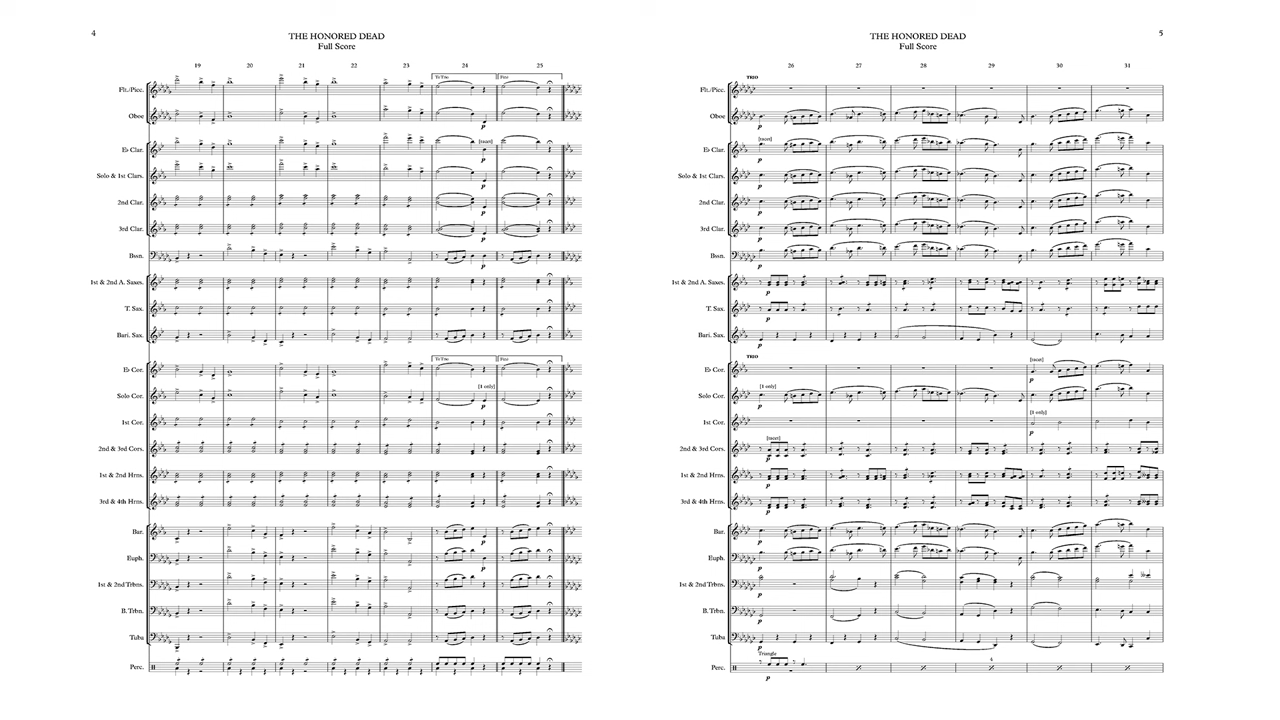 4
THE HONORED DEAD
Full Score
19 20 21 22 23 24 25
To Trio Fine
Flt./Picc.
Oboe
[tacet]
E♭ Clar.
p
Solo & 1st Clars.
p
2nd Clar.
p
3rd Clar.
p
Bsn.
1st & 2nd A. Saxes.
T. Sax.
Bari. Sax.
To Trio Fine
E♭ Cor.
[1 only]
Solo Cor.
p
1st Cor.
2nd & 3rd Cors.
1st & 2nd Hrns.
3rd & 4th Hrns.
Bar.
p
Euph.
p
1st & 2nd Trbns.
B. Trbn.
Tuba
Perc.
5
THE HONORED DEAD
Full Score
26 27 28 29 30 31
TRIO
Flt./Picc.
Oboe
p
[tacet]
E♭ Clar.
Solo & 1st Clars.
p
2nd Clar.
p
3rd Clar.
p
Bsn.
p
1st & 2nd A. Saxes.
p
T. Sax.
p
Bari. Sax.
p
TRIO
[tacet]
E♭ Cor.
p
[1 only]
Solo Cor.
[1 only]
1st Cor.
p
[tacet]
2nd & 3rd Cors.
p
1st & 2nd Hrns.
p
3rd & 4th Hrns.
p
Bar.
Euph.
1st & 2nd Trbns.
p
B. Trbn.
p
Tuba
p
Triangle
4
Perc.
p